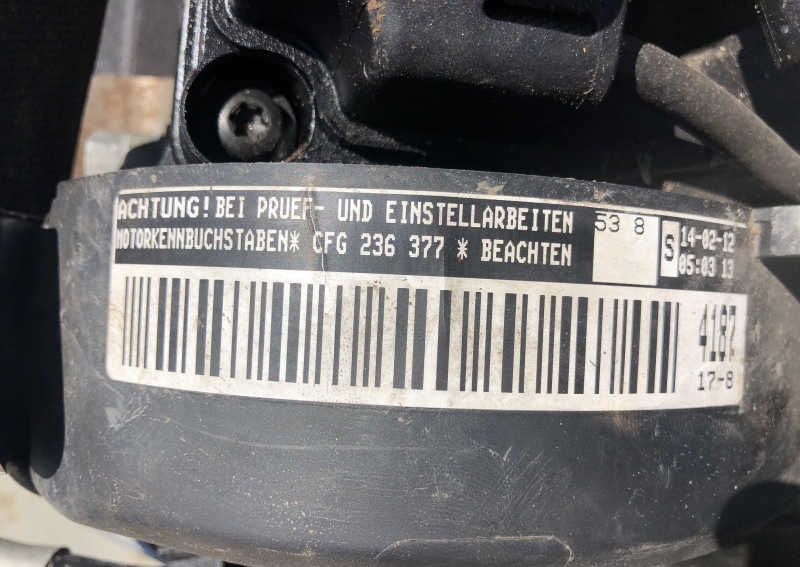 ACHTUNG! BEI PRUEF- UND EINSTELLARBEITEN
MOTORKENNBUCHSTABEN* CFG 236 377 * BEACHTEN
53 8
S
14-02-12
05:03 13
4187
17-8